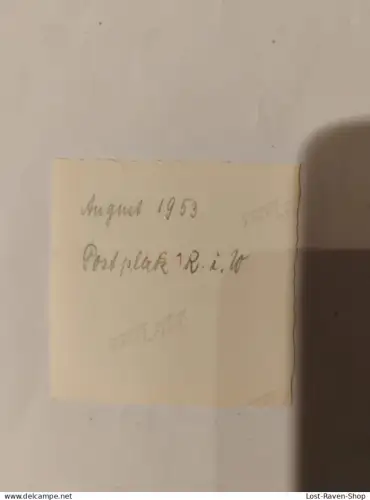 August 1953
Postplatz R. i. W
www.delcampe.net
Lost-Raven-Shop